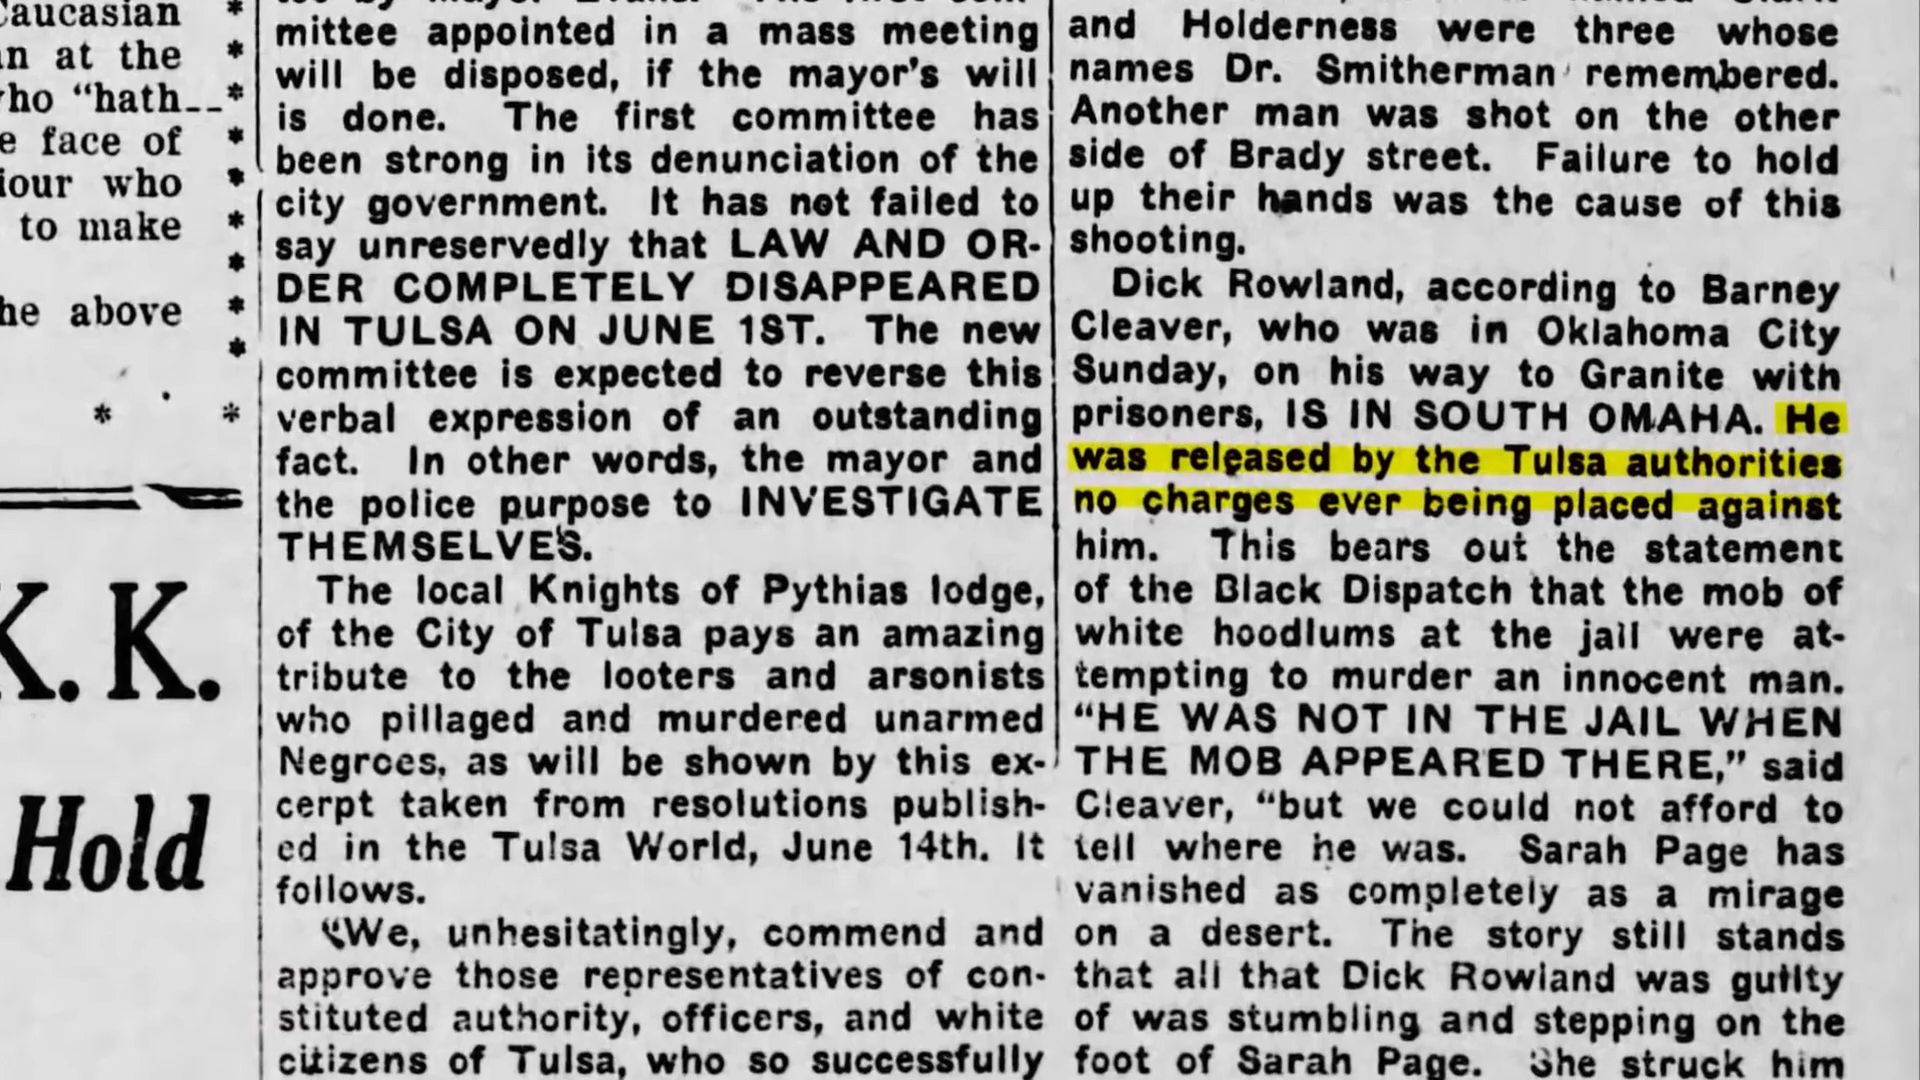 Caucasian *
an at the *
who "hath-- *
e face of *
iour who *
to make *
*
he above *
*
* *
K. K.
Hold
mittee appointed in a mass meeting
will be disposed, if the mayor's will
is done. The first committee has
been strong in its denunciation of the
city government. It has not failed to
say unreservedly that LAW AND OR-
DER COMPLETELY DISAPPEARED
IN TULSA ON JUNE 1ST. The new
committee is expected to reverse this
verbal expression of an outstanding
fact. In other words, the mayor and
the police purpose to INVESTIGATE
THEMSELVES.
The local Knights of Pythias lodge,
of the City of Tulsa pays an amazing
tribute to the looters and arsonists
who pillaged and murdered unarmed
Negroes, as will be shown by this ex-
cerpt taken from resolutions publish-
ed in the Tulsa World, June 14th. It
follows.
"We, unhesitatingly, commend and
approve those representatives of con-
stituted authority, officers, and white
citizens of Tulsa, who so successfully
and Holderness were three whose
names Dr. Smitherman remembered.
Another man was shot on the other
side of Brady street. Failure to hold
up their hands was the cause of this
shooting.
Dick Rowland, according to Barney
Cleaver, who was in Oklahoma City
Sunday, on his way to Granite with
prisoners, IS IN SOUTH OMAHA. He
was released by the Tulsa authorities
no charges ever being placed against
him. This bears out the statement
of the Black Dispatch that the mob of
white hoodlums at the jail were at-
tempting to murder an innocent man.
"HE WAS NOT IN THE JAIL WHEN
THE MOB APPEARED THERE," said
Cleaver, "but we could not afford to
tell where he was. Sarah Page has
vanished as completely as a mirage
on a desert. The story still stands
that all that Dick Rowland was guilty
of was stumbling and stepping on the
foot of Sarah Page. She struck him